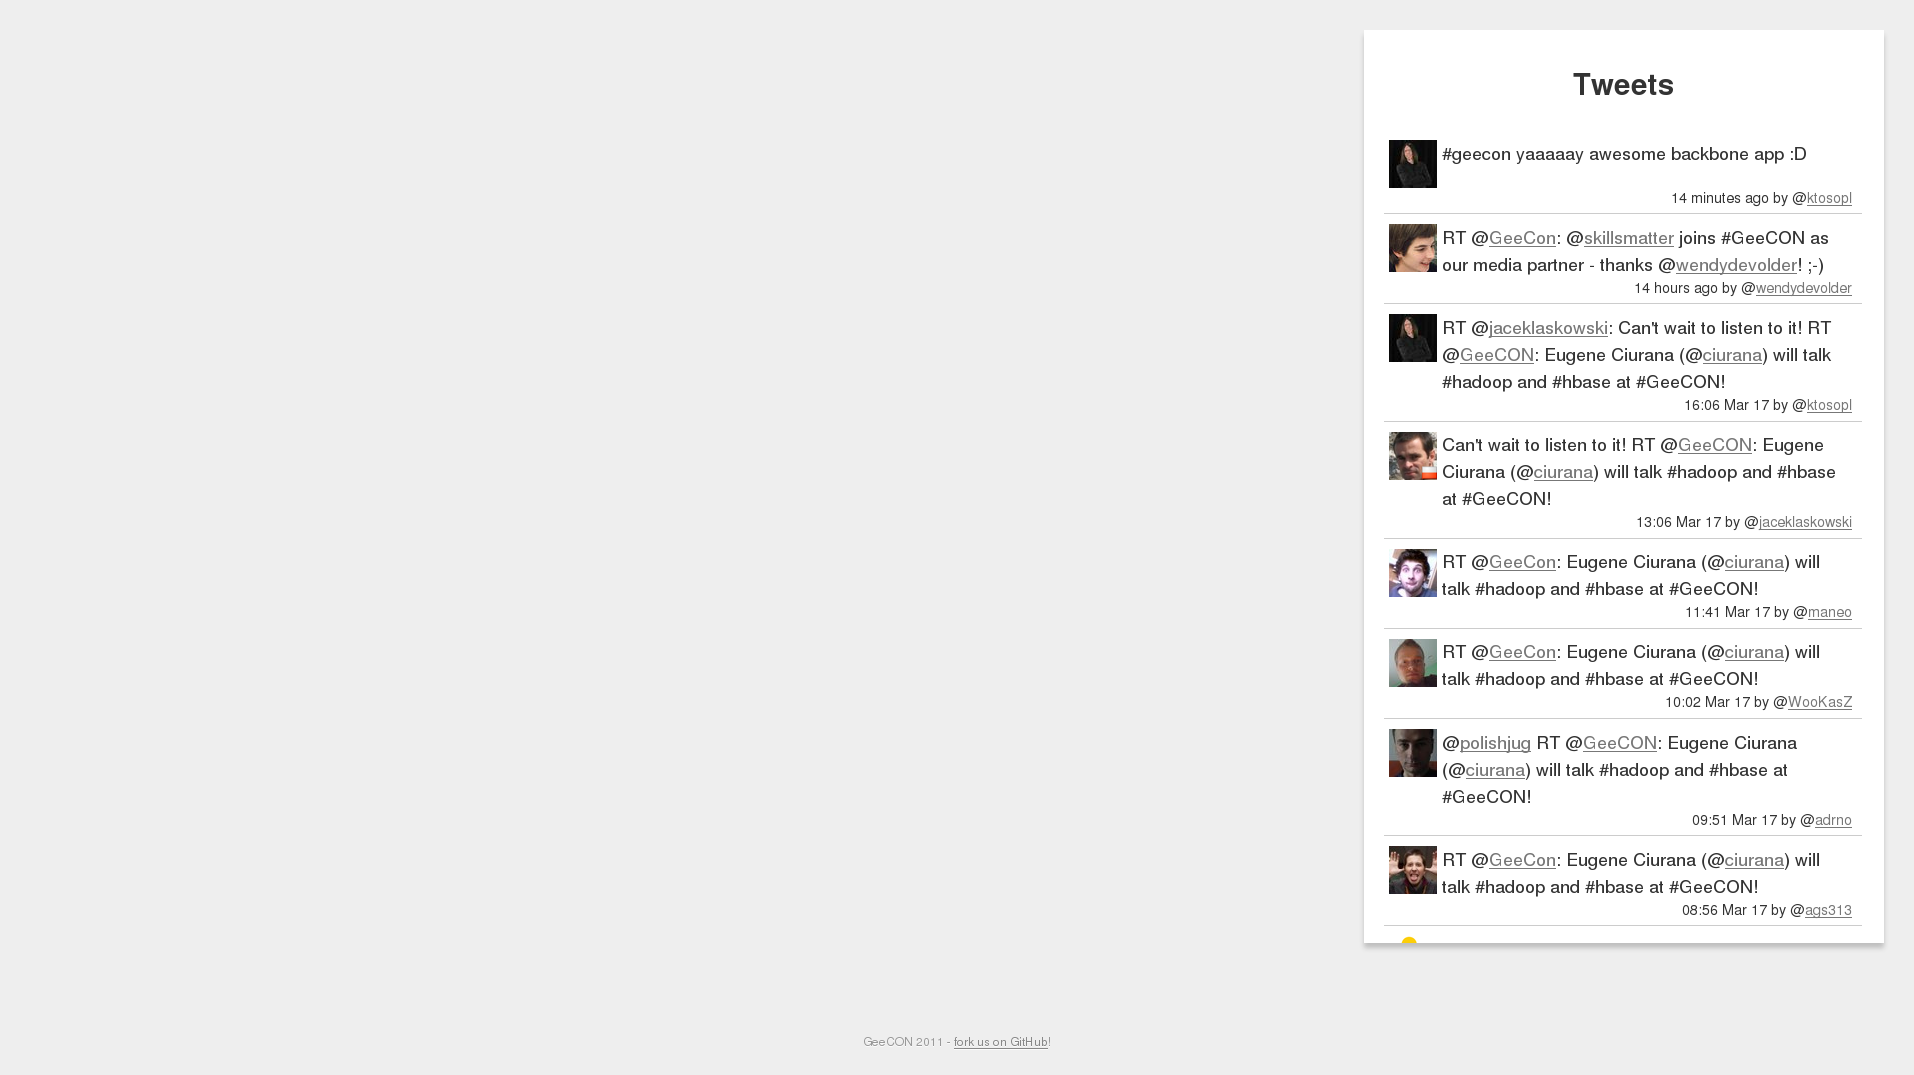 Tweets
#geecon yaaaaay awesome backbone app :D
14 minutes ago by @ktosopl
RT @GeeCon: @skillsmatter joins #GeeCON as
our media partner - thanks @wendydevolder! ;-)
14 hours ago by @wendydevolder
RT @jaceklaskowski: Can't wait to listen to it! RT
@GeeCON: Eugene Ciurana (@ciurana) will talk
#hadoop and #hbase at #GeeCON!
16:06 Mar 17 by @ktosopl
Can't wait to listen to it! RT @GeeCON: Eugene
Ciurana (@ciurana) will talk #hadoop and #hbase
at #GeeCON!
13:06 Mar 17 by @jaceklaskowski
RT @GeeCon: Eugene Ciurana (@ciurana) will
talk #hadoop and #hbase at #GeeCON!
11:41 Mar 17 by @maneo
RT @GeeCon: Eugene Ciurana (@ciurana) will
talk #hadoop and #hbase at #GeeCON!
10:02 Mar 17 by @WooKasZ
@polishjug RT @GeeCON: Eugene Ciurana
(@ciurana) will talk #hadoop and #hbase at
#GeeCON!
09:51 Mar 17 by @adrno
RT @GeeCon: Eugene Ciurana (@ciurana) will
talk #hadoop and #hbase at #GeeCON!
08:56 Mar 17 by @ags313
GeeCON 2011 - fork us on GitHub!